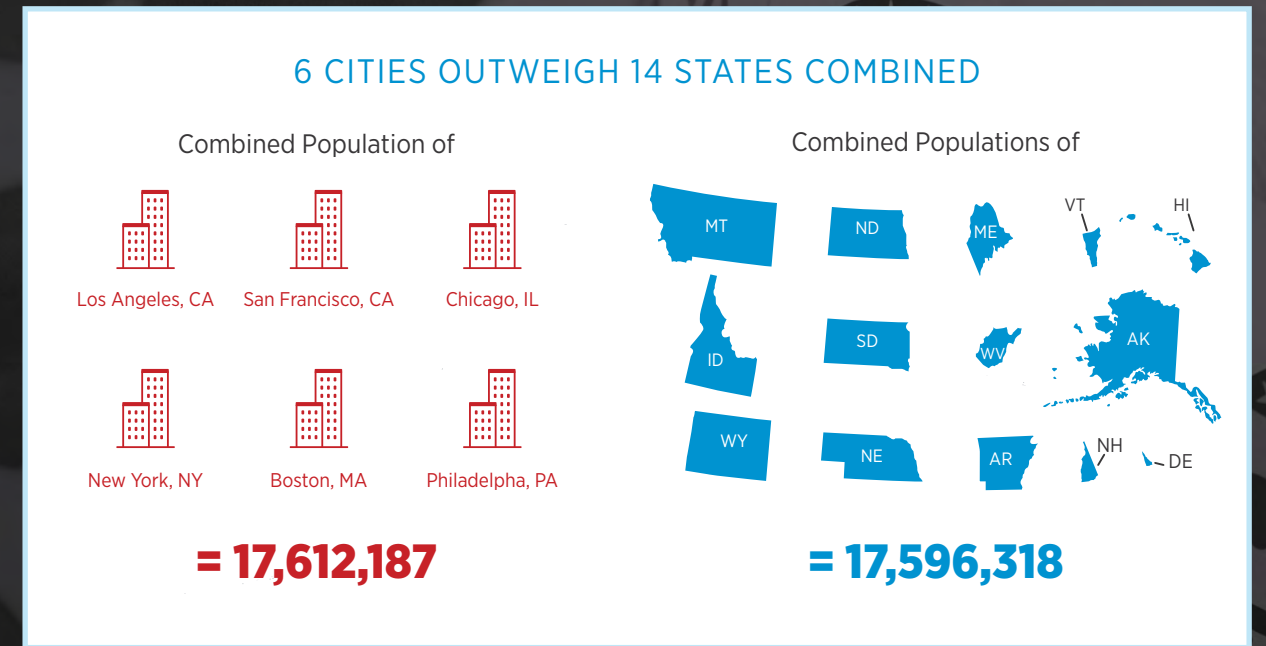 6 CITIES OUTWEIGH 14 STATES COMBINED
Combined Population of
Los Angeles, CA
San Francisco, CA
Chicago, IL
New York, NY
Boston, MA
Philadelpha, PA
= 17,612,187
Combined Populations of
MT
ND
ME
VT
HI
ID
SD
WV
AK
WY
NE
AR
NH
DE
= 17,596,318